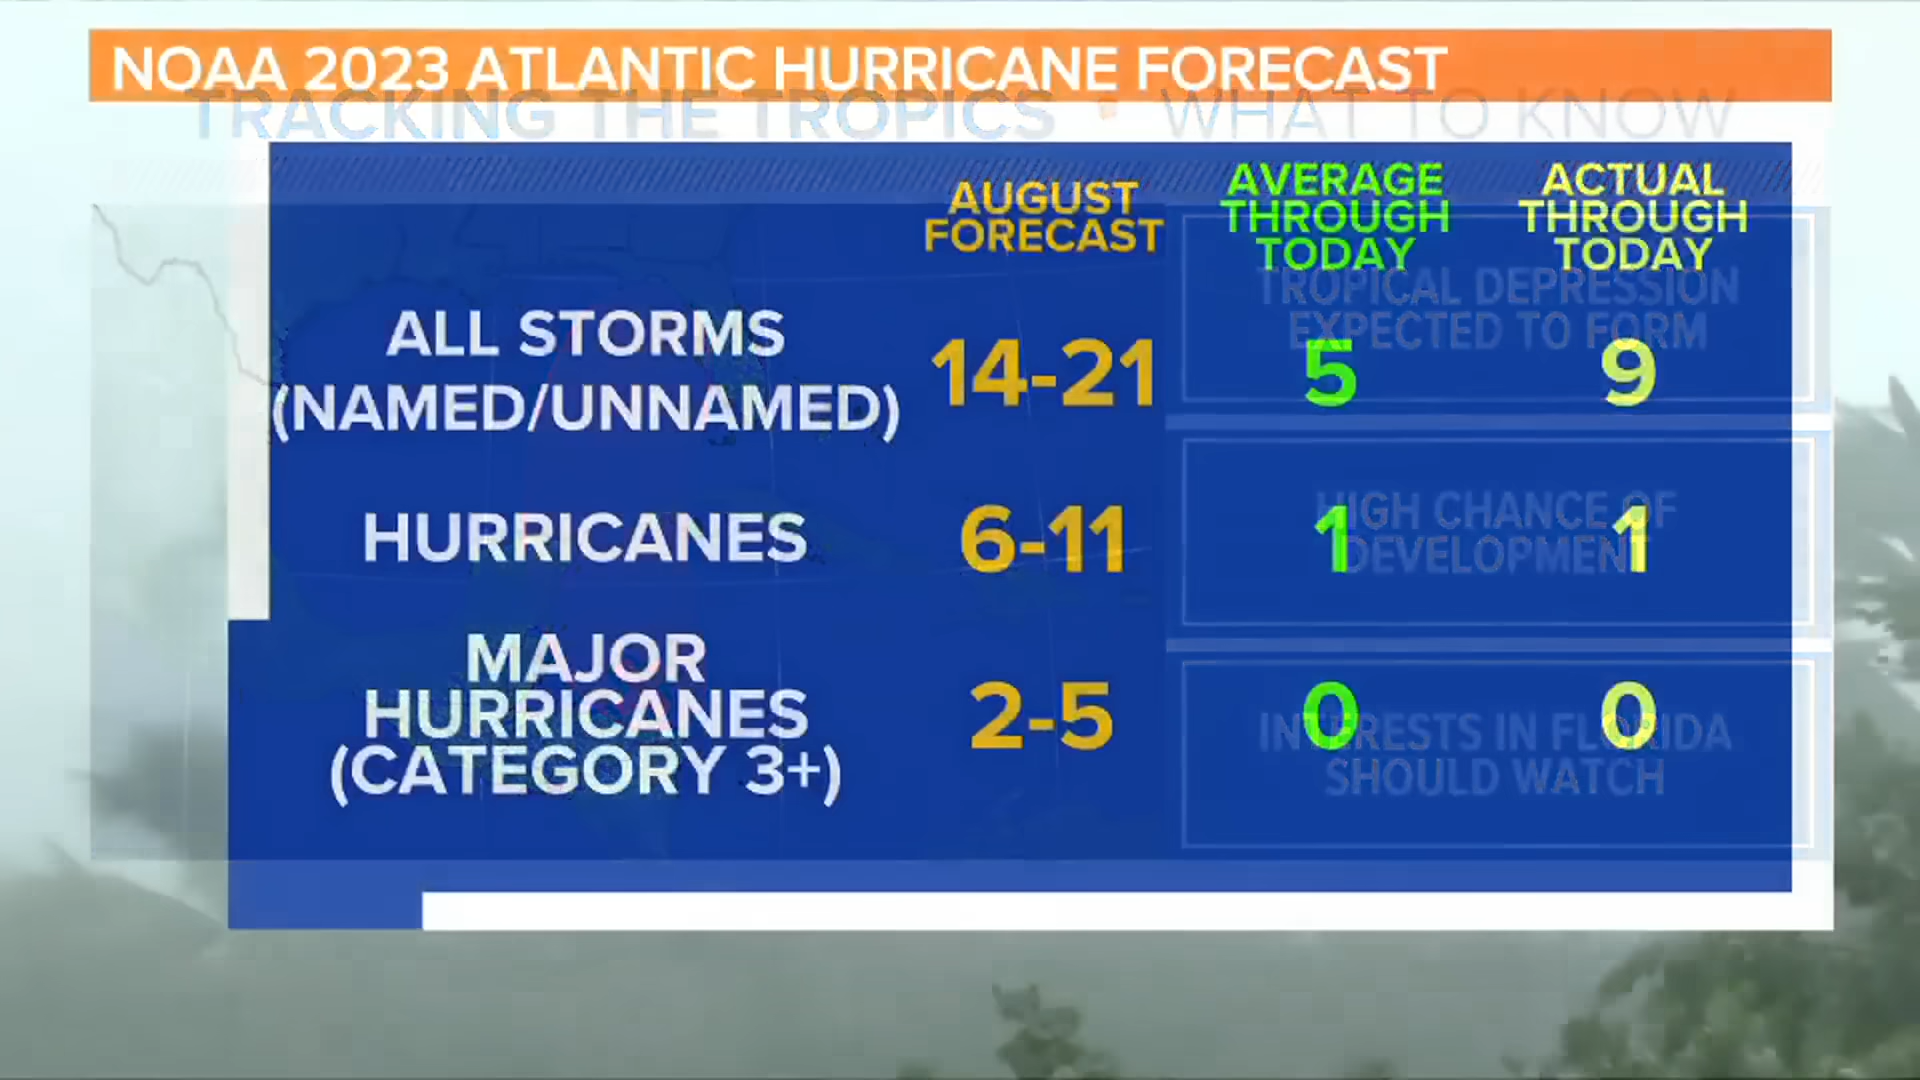 NOAA 2023 ATLANTIC HURRICANE FORECAST
TRACKING THE TROPICS • WHAT TO KNOW
AUGUST
FORECAST
AVERAGE
THROUGH
TODAY
ACTUAL
THROUGH
TODAY
TROPICAL DEPRESSION
EXPECTED TO FORM
ALL STORMS
(NAMED/UNNAMED)
14-21
5
9
HIGH CHANCE OF
DEVELOPMENT
HURRICANES
6-11
1
1
MAJOR
HURRICANES
(CATEGORY 3+)
2-5
0
0
INTERESTS IN FLORIDA
SHOULD WATCH